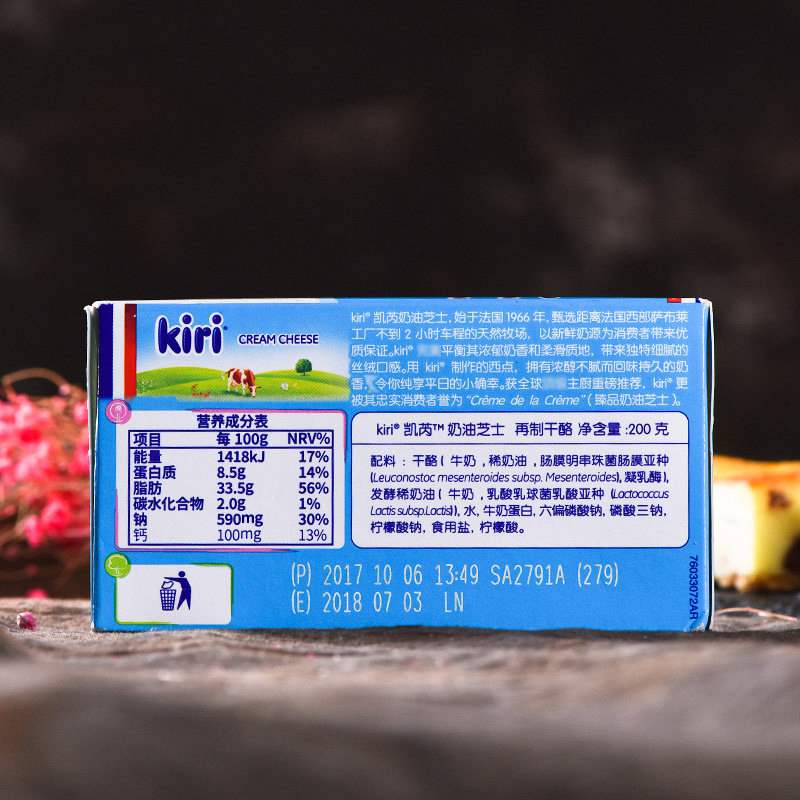 kiri®
CREAM CHEESE
kiri® 凯芮奶油芝士, 始于法国1966 年, 甄选距离法国西部萨布莱
工厂不到 2 小时车程的天然牧场, 以新鲜奶源为消费者带来优
质保证。kiri® 平衡其浓郁奶香和柔滑质地, 带来独特细腻的
丝绒口感。用 kiri® 制作的西点, 拥有浓醇不腻而回味持久的奶
香, 令你纯享平日的小确幸。获全球 主厨重磅推荐, kiri® 更
被其忠实消费者誉为 “Crème de la Crème” ( 臻品奶油芝士 )。
营养成分表
项目 每 100g NRV%
能量 1418kJ 17%
蛋白质 8.5g 14%
脂肪 33.5g 56%
碳水化合物 2.0g 1%
钠 590mg 30%
钙 100mg 13%
kiri® 凯芮™ 奶油芝士 再制干酪 净含量 :200 克
配料 : 干酪 ( 牛奶 , 稀奶油 , 肠膜明串珠菌肠膜亚种
(Leuconostoc mesenteroides subsp. Mesenteroides), 凝乳酶),
发酵稀奶油 ( 牛奶 , 乳酸乳球菌乳酸亚种 (Lactococcus
Lactis subsp.Lactis)), 水, 牛奶蛋白, 六偏磷酸钠, 磷酸三钠,
柠檬酸钠, 食用盐, 柠檬酸。
(P) 2017 10 06 13:49 SA2791A (279)
(E) 2018 07 03 LN
76033072AR